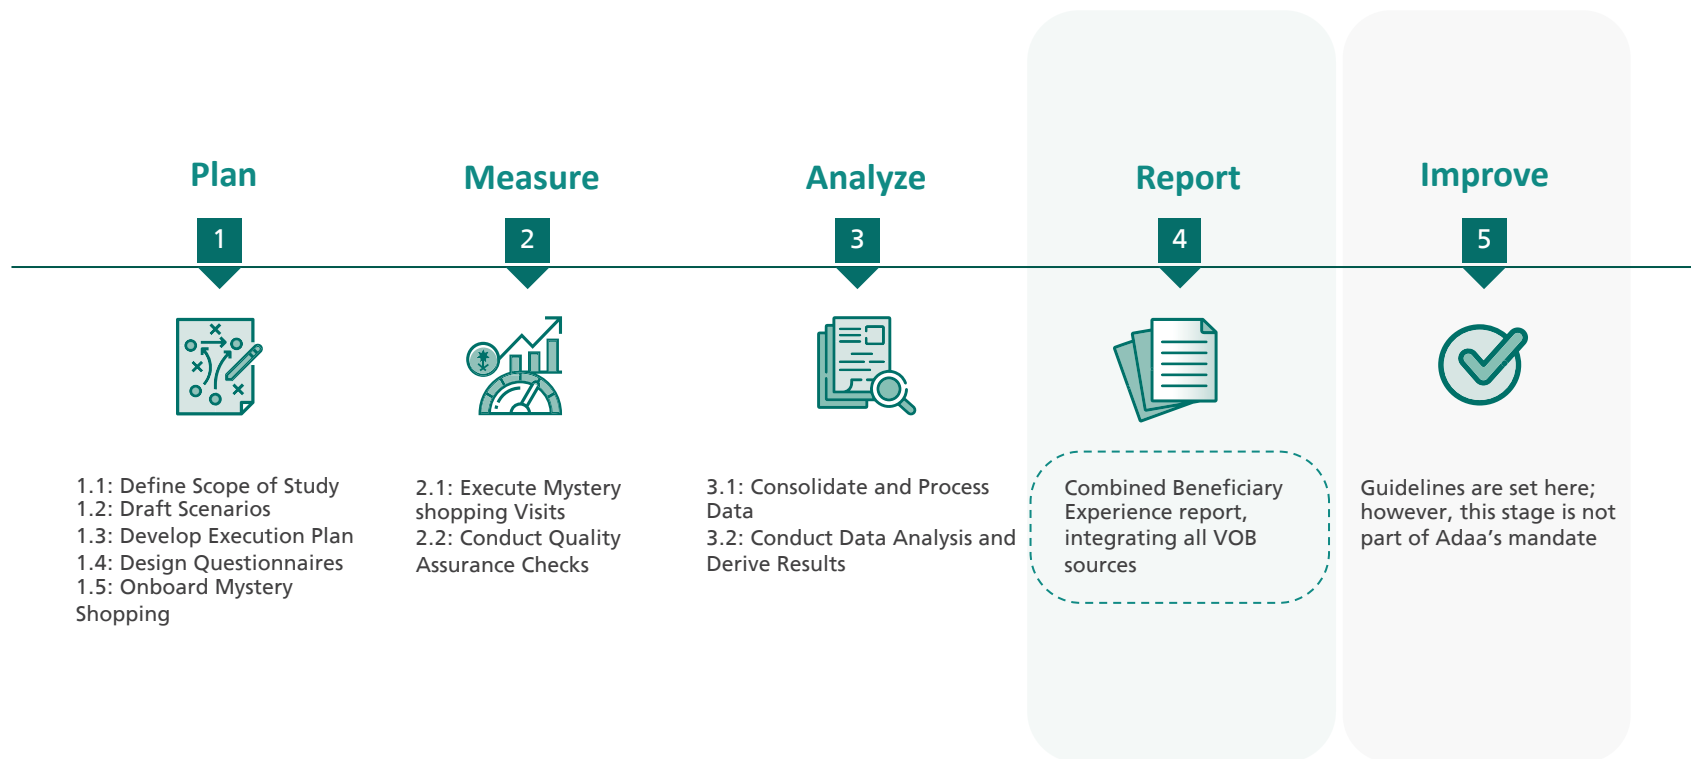 Plan
Measure
Analyze
Report
Improve
1
2
3
4
5
1.1: Define Scope of Study
1.2: Draft Scenarios
1.3: Develop Execution Plan
1.4: Design Questionnaires
1.5: Onboard Mystery
Shopping
2.1: Execute Mystery
shopping Visits
2.2: Conduct Quality
Assurance Checks
3.1: Consolidate and Process
Data
3.2: Conduct Data Analysis and
Derive Results
Combined Beneficiary
Experience report,
integrating all VOB
sources
Guidelines are set here;
however, this stage is not
part of Adaa’s mandate